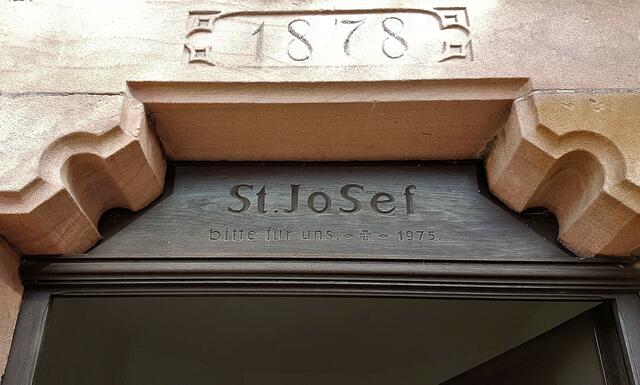 1878
St. JoSef
bitte für uns. ÷ ✠ ÷ 1975.